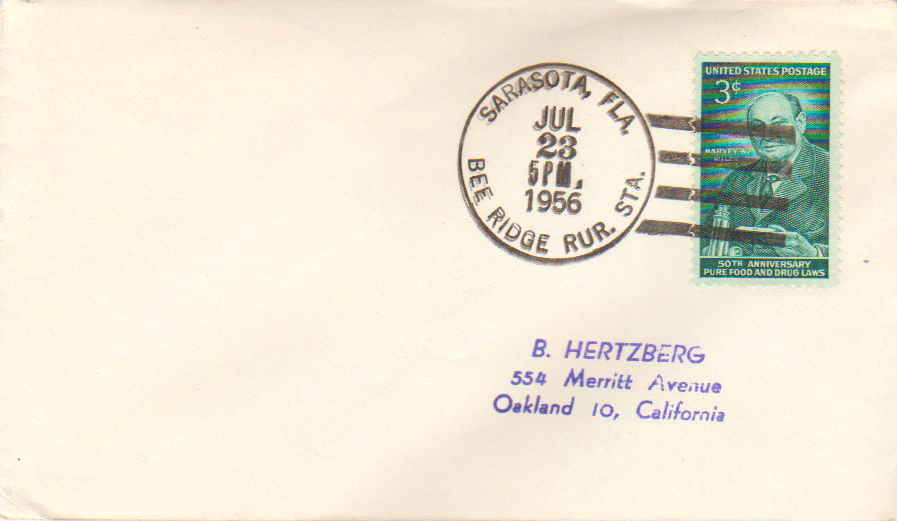 SARASOTA, FLA.
JUL
23
5 PM.
1956
BEE RIDGE RUR. STA.
UNITED STATES POSTAGE
3¢
HARVEY W.
50TH ANNIVERSARY
PURE FOOD AND DRUG LAWS
B. HERTZBERG
554 Merritt Avenue
Oakland 10, California